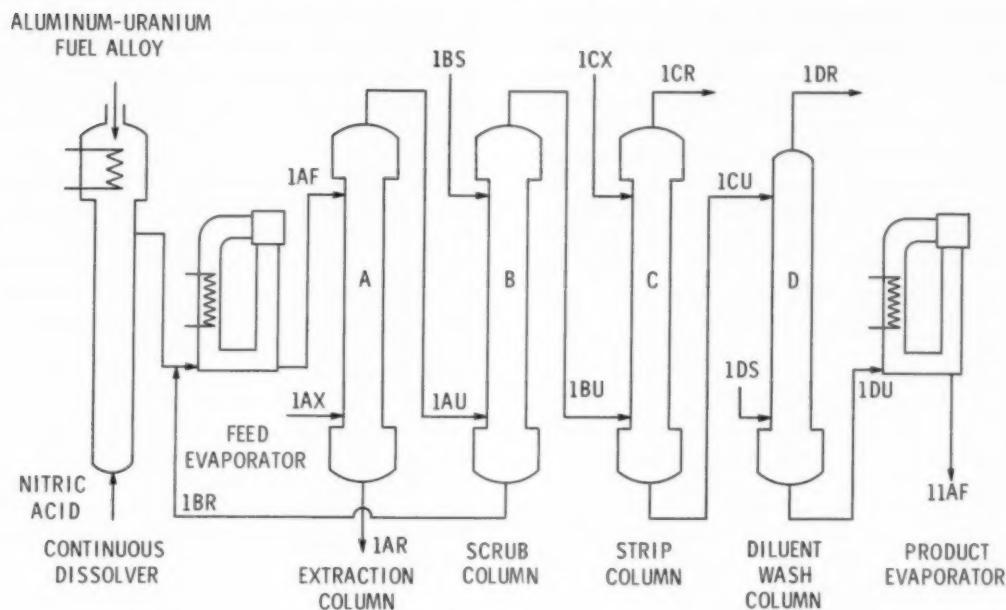 ALUMINUM-URANIUM
FUEL ALLOY
1BS
1CX
1CR
1DR
1AF
1CU
A
B
C
D
1AX
1AU
1BU
1DS
1DU
FEED
EVAPORATOR
NITRIC
ACID
1BR
1AR
11AF
CONTINUOUS
DISSOLVER
EXTRACTION
COLUMN
SCRUB
COLUMN
STRIP
COLUMN
DILUENT
WASH
COLUMN
PRODUCT
EVAPORATOR